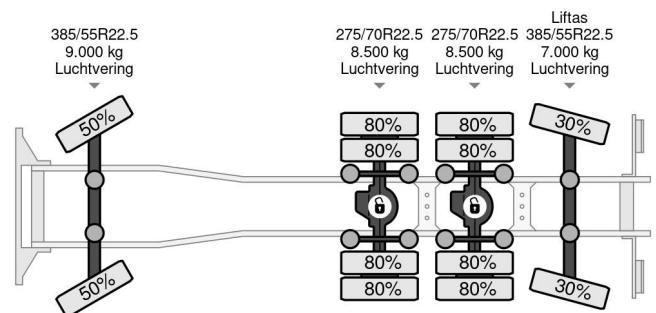 385/55R22.5
9.000 kg
Luchtvering
275/70R22.5
8.500 kg
Luchtvering
275/70R22.5
8.500 kg
Luchtvering
Liftas
385/55R22.5
7.000 kg
Luchtvering
50%
80%
80%
30%
80%
80%
80%
80%
50%
80%
80%
30%